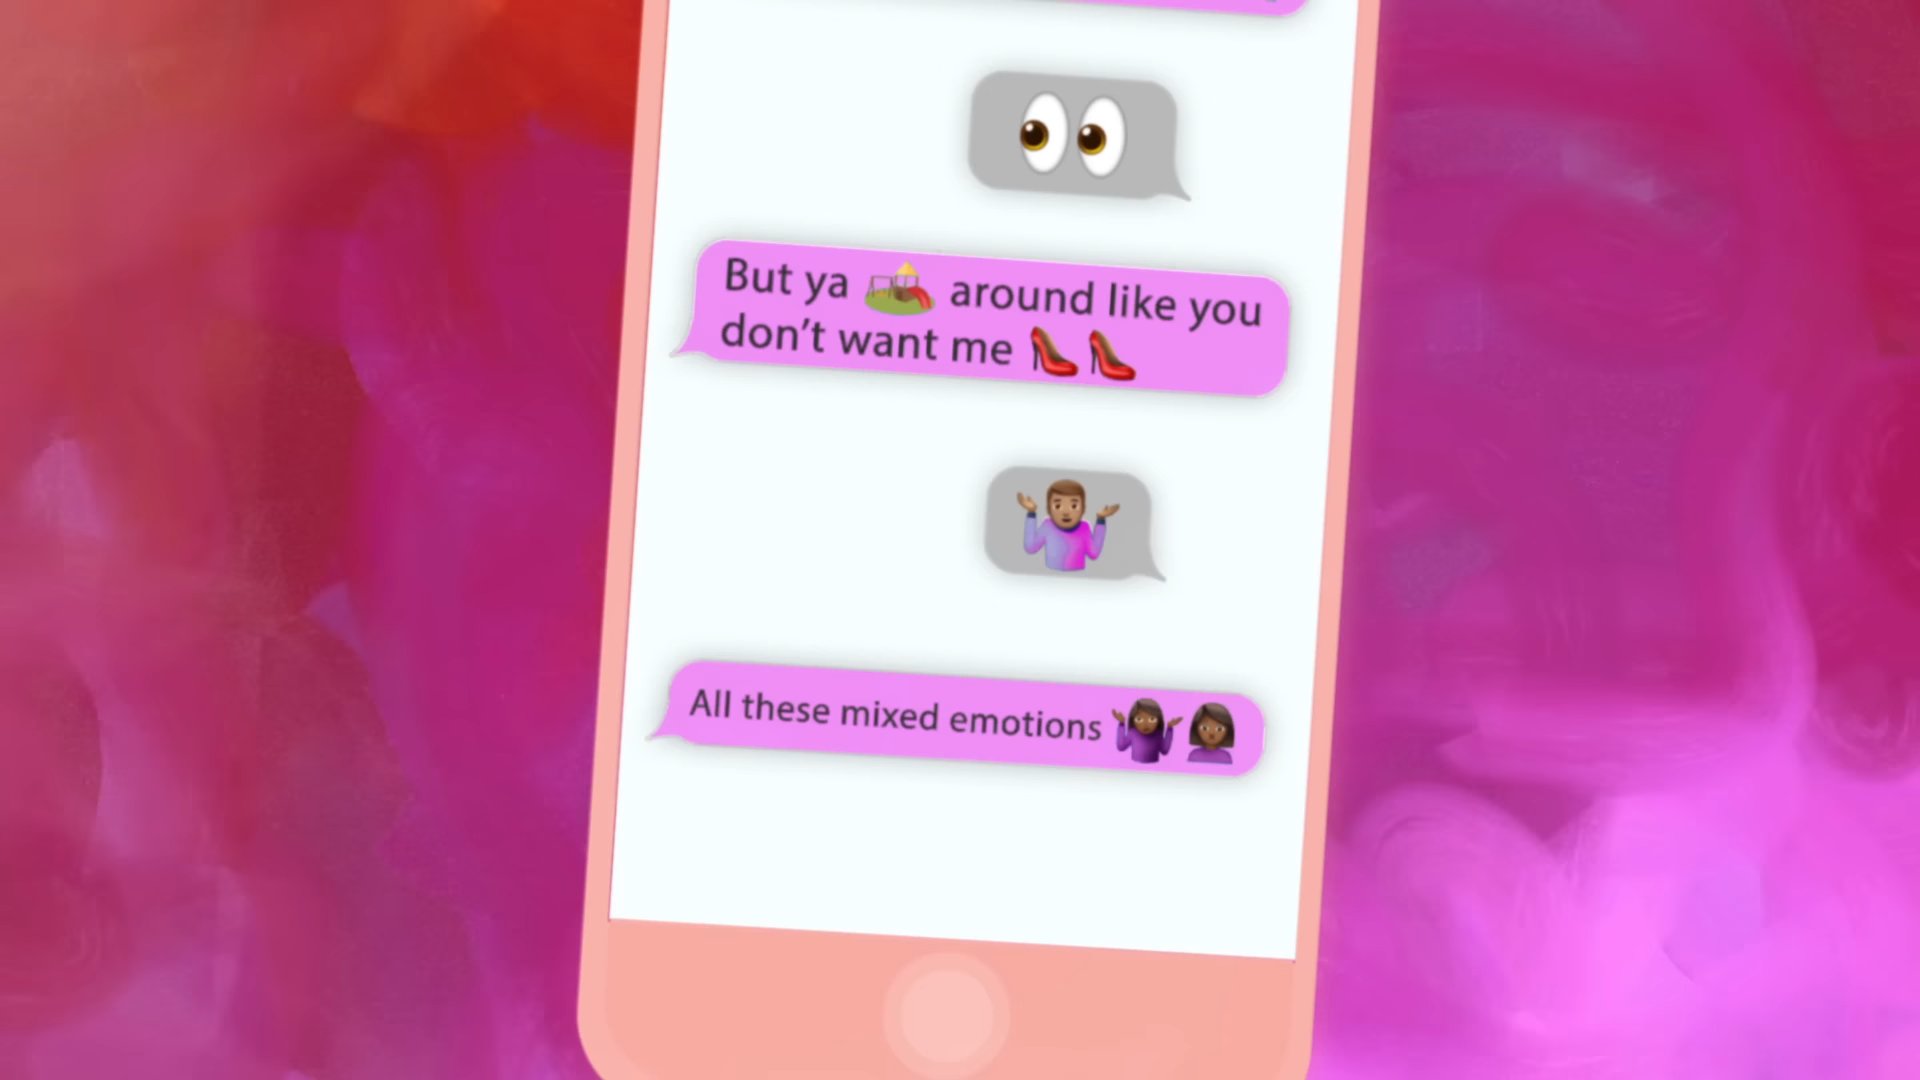 But ya 🛝 around like you
don’t want me 👠👠
All these mixed emotions 🤷🏾‍♀️🙎🏾‍♀️